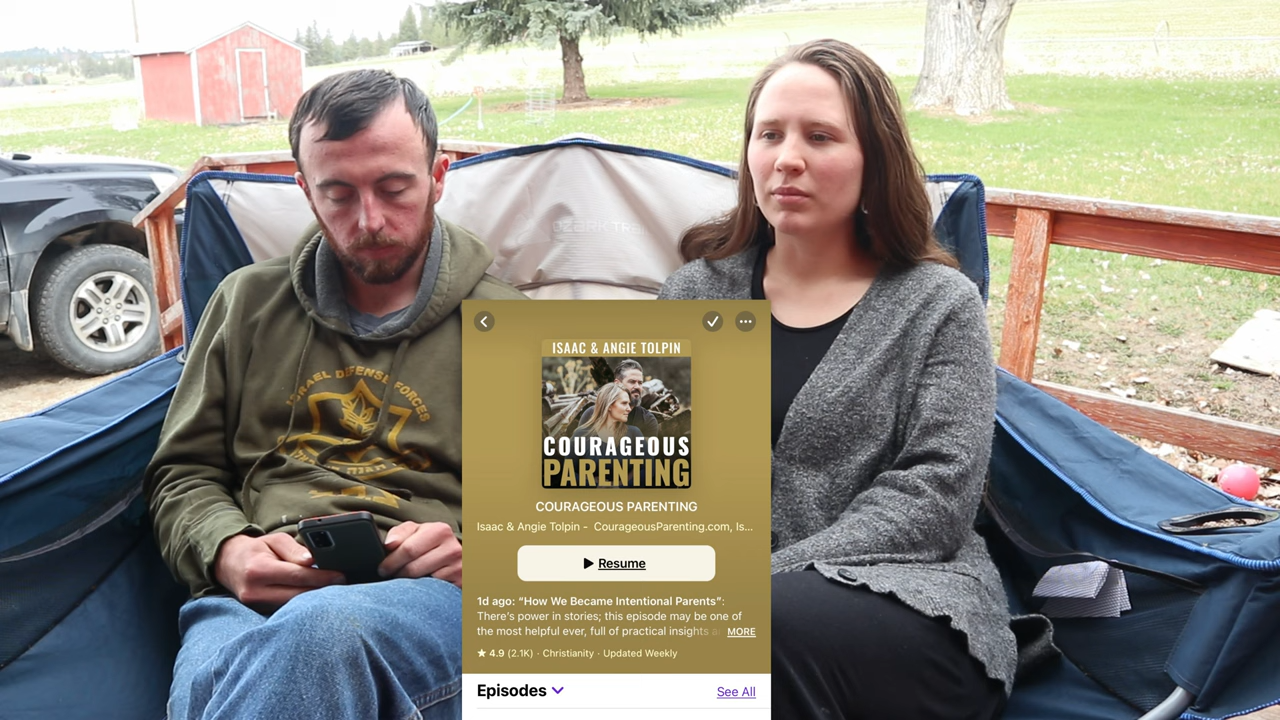 OZARK TRAIL
ISRAEL DEFENSE FORCES
ISAAC & ANGIE TOLPIN
COURAGEOUS
PARENTING
COURAGEOUS PARENTING
Isaac & Angie Tolpin - CourageousParenting.com, Is...
Resume
1d ago: “How We Became Intentional Parents”:
There's power in stories; this episode may be one of
the most helpful ever, full of practical insights
MORE
4.9 (2.1K) · Christianity · Updated Weekly
Episodes
See All